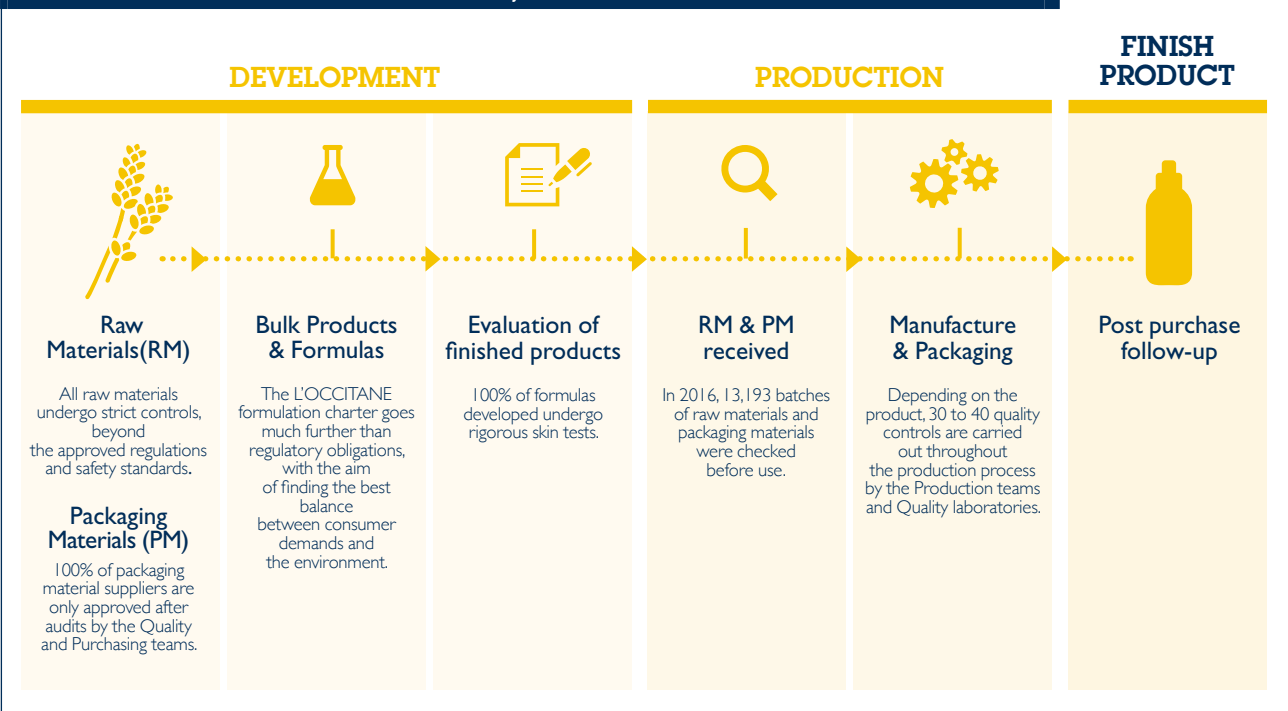 DEVELOPMENT
PRODUCTION
FINISH
PRODUCT
Raw
Materials(RM)
All raw materials
undergo strict controls,
beyond
the approved regulations
and safety standards.
Packaging
Materials (PM)
100% of packaging
material suppliers are
only approved after
audits by the Quality
and Purchasing teams.
Bulk Products
& Formulas
The L'OCCITANE
formulation charter goes
much further than
regulatory obligations,
with the aim
of finding the best
balance
between consumer
demands and
the environment.
Evaluation of
finished products
100% of formulas
developed undergo
rigorous skin tests.
RM & PM
received
In 2016, 13,193 batches
of raw materials and
packaging materials
were checked
before use.
Manufacture
& Packaging
Depending on the
product, 30 to 40 quality
controls are carried
out throughout
the production process
by the Production teams
and Quality laboratories.
Post purchase
follow-up